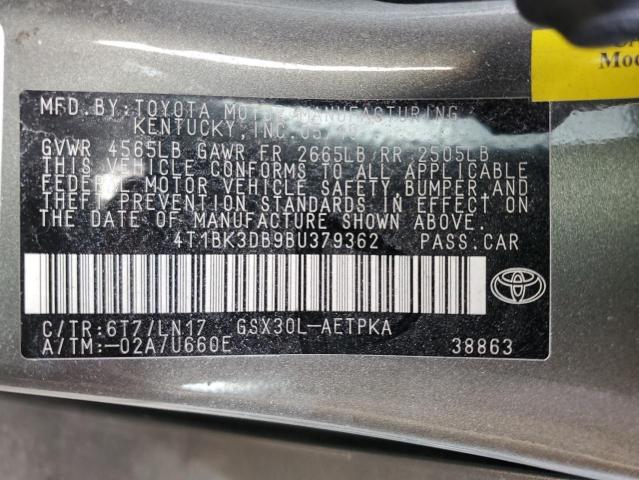 MFD. BY: TOYOTA MOTOR MANUFACTURING
KENTUCKY, INC.
GVWR 4565LB GAWR FR 2665LB RR 2505LB
THIS VEHICLE CONFORMS TO ALL APPLICABLE
FEDERAL MOTOR VEHICLE SAFETY, BUMPER, AND
THEFT PREVENTION STANDARDS IN EFFECT ON
THE DATE OF MANUFACTURE SHOWN ABOVE.
4T1BK3DB9BU379362 PASS. CAR
C/TR: 6T7/LN17 GSX30L-AETPKA
A/TM: -02A/U660E 38863
TOYOTA